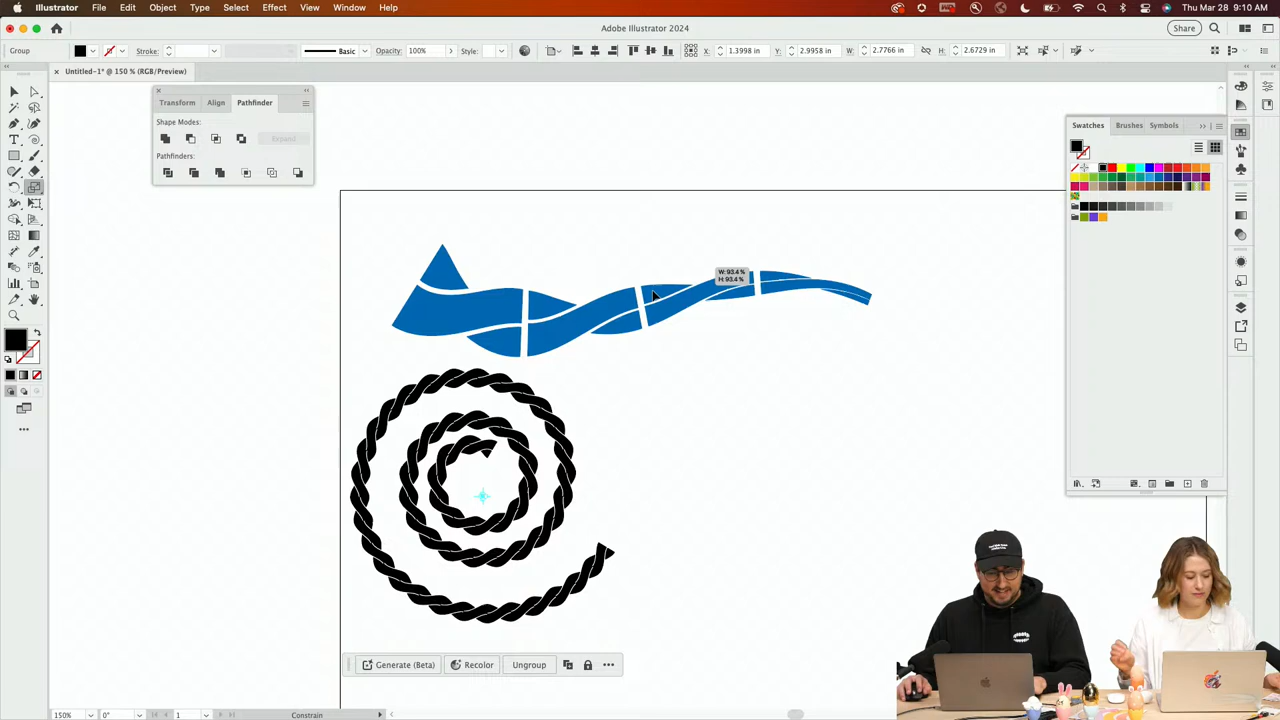 Illustrator File Edit Object Type Select Effect View Window Help
Thu Mar 28 9:10 AM
Adobe Illustrator 2024
Share
Group
Stroke:
Basic
Opacity: 100%
Style:
X: 1.3998 in
Y: 2.9958 in
W: 2.7766 in
H: 2.6729 in
Untitled-1* @ 150 % (RGB/Preview)
Transform Align Pathfinder
Shape Modes:
Expand
Pathfinders:
Swatches Brushes Symbols
W: 93.4 %
H: 93.4 %
Generate (Beta) Recolor Ungroup
150% 0° 1 Constrain